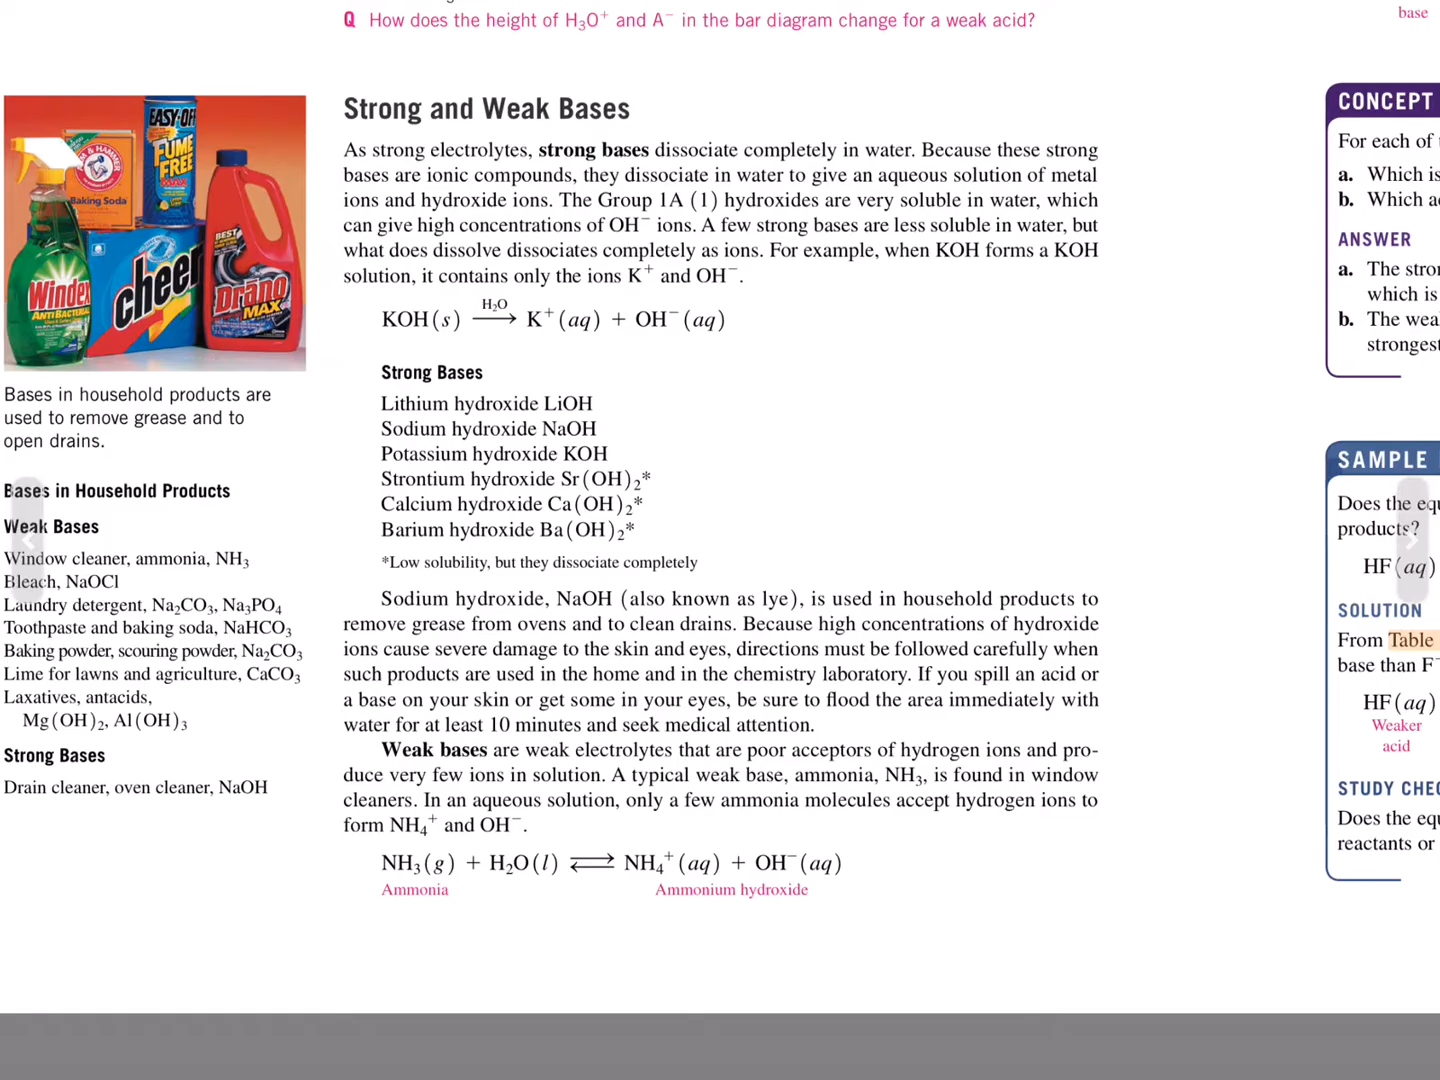 Q How does the height of H₃O⁺ and A⁻ in the bar diagram change for a weak acid?
base
EASY-OFF
FUME
FREE
ARM & HAMMER
Baking Soda
Windex
ANTIBACTERIAL
cheer
BEST
Drano
MAX
Bases in household products are
used to remove grease and to
open drains.
Bases in Household Products
Weak Bases
Window cleaner, ammonia, NH₃
Bleach, NaOCl
Laundry detergent, Na₂CO₃, Na₃PO₄
Toothpaste and baking soda, NaHCO₃
Baking powder, scouring powder, Na₂CO₃
Lime for lawns and agriculture, CaCO₃
Laxatives, antacids,
Mg(OH)₂, Al(OH)₃
Strong Bases
Drain cleaner, oven cleaner, NaOH
Strong and Weak Bases
As strong electrolytes, strong bases dissociate completely in water. Because these strong
bases are ionic compounds, they dissociate in water to give an aqueous solution of metal
ions and hydroxide ions. The Group 1A (1) hydroxides are very soluble in water, which
can give high concentrations of OH⁻ ions. A few strong bases are less soluble in water, but
what does dissolve dissociates completely as ions. For example, when KOH forms a KOH
solution, it contains only the ions K⁺ and OH⁻.
H₂O
KOH(s) ⟶ K⁺(aq) + OH⁻(aq)
Strong Bases
Lithium hydroxide LiOH
Sodium hydroxide NaOH
Potassium hydroxide KOH
Strontium hydroxide Sr(OH)₂*
Calcium hydroxide Ca(OH)₂*
Barium hydroxide Ba(OH)₂*
*Low solubility, but they dissociate completely
Sodium hydroxide, NaOH (also known as lye), is used in household products to
remove grease from ovens and to clean drains. Because high concentrations of hydroxide
ions cause severe damage to the skin and eyes, directions must be followed carefully when
such products are used in the home and in the chemistry laboratory. If you spill an acid or
a base on your skin or get some in your eyes, be sure to flood the area immediately with
water for at least 10 minutes and seek medical attention.
Weak bases are weak electrolytes that are poor acceptors of hydrogen ions and pro-
duce very few ions in solution. A typical weak base, ammonia, NH₃, is found in window
cleaners. In an aqueous solution, only a few ammonia molecules accept hydrogen ions to
form NH₄⁺ and OH⁻.
NH₃(g) + H₂O(l) ⇌ NH₄⁺(aq) + OH⁻(aq)
Ammonia Ammonium hydroxide
CONCEPT
For each of
a. Which is
b. Which
ANSWER
a. The
which is
b. The
SAMPLE
Does the
products?
HF(aq)
SOLUTION
From Table
base than F⁻
HF(aq)
Weaker
acid
STUDY
Does the
reactants or